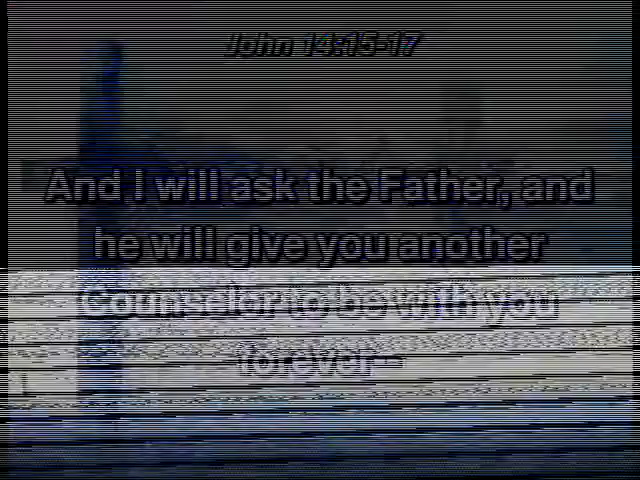 John 14:15-17
And I will ask the Father, and
he will give you another
Counselor to be with you
forever--